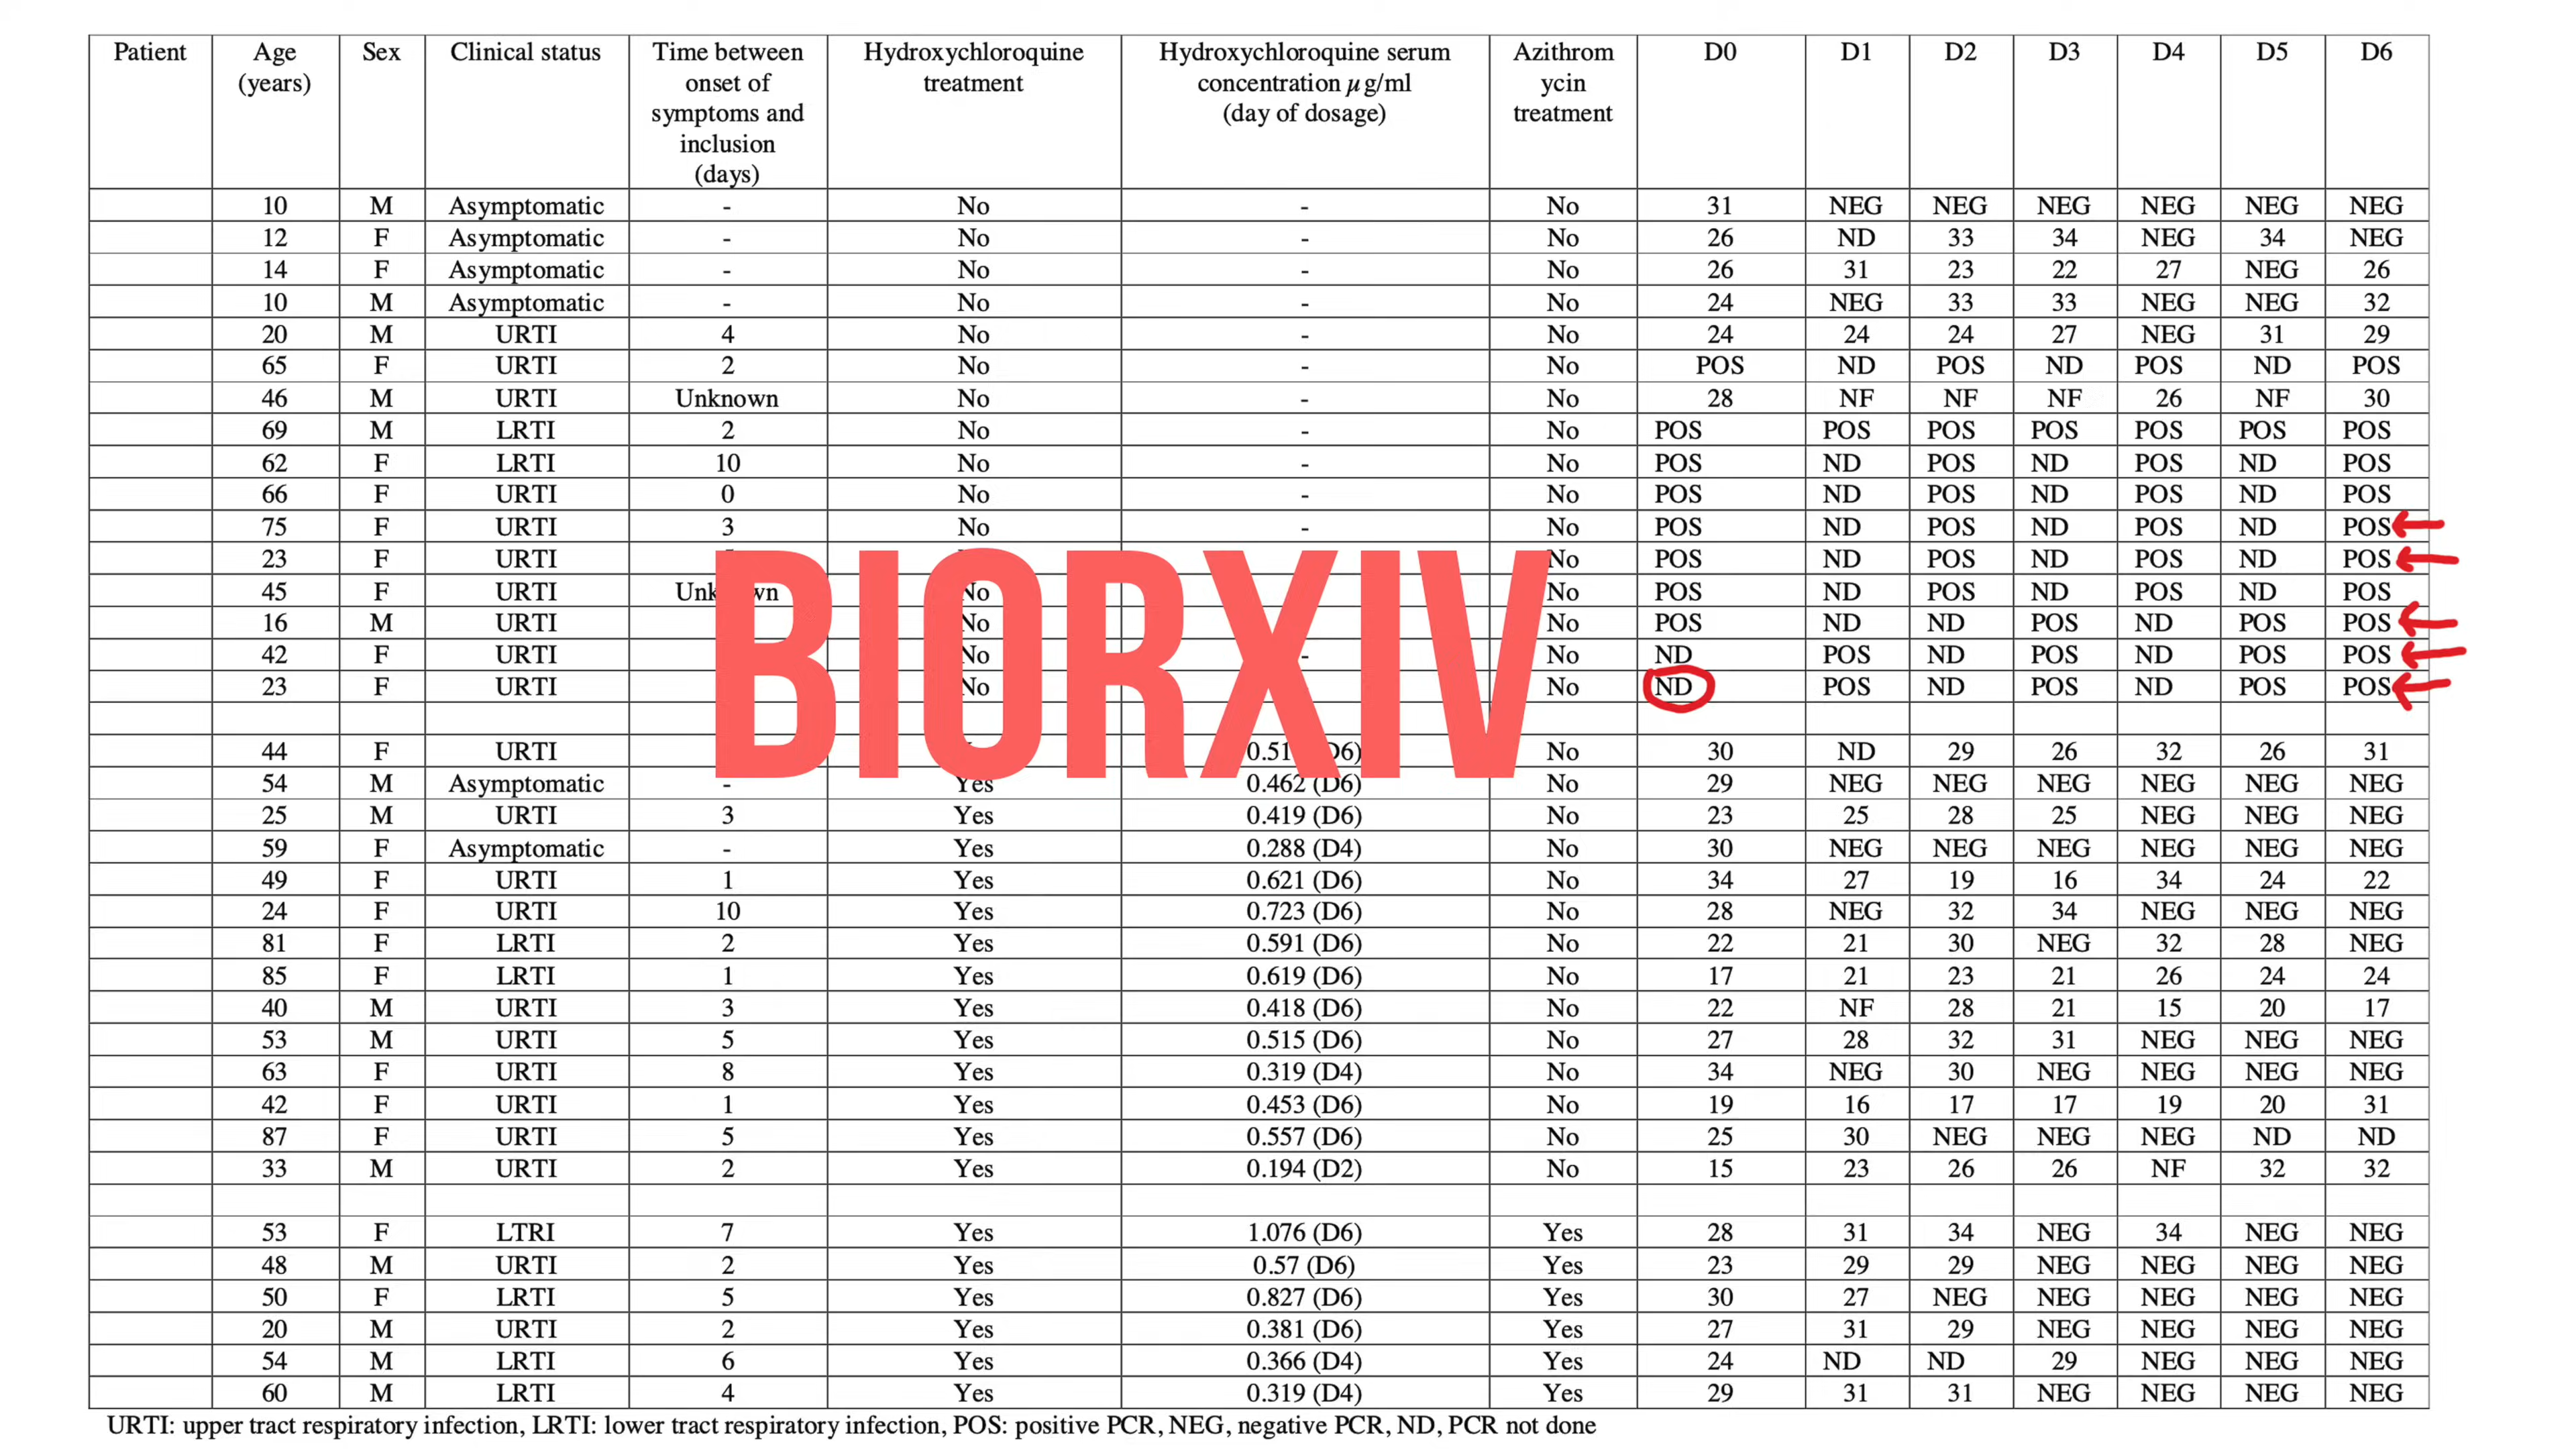 Patient Age (years) Sex Clinical status Time between onset of symptoms and inclusion (days) Hydroxychloroquine treatment Hydroxychloroquine serum concentration µg/ml (day of dosage) Azithrom ycin treatment D0 D1 D2 D3 D4 D5 D6
10 M Asymptomatic - No - No 31 NEG NEG NEG NEG NEG NEG
12 F Asymptomatic - No - No 26 ND 33 34 NEG 34 NEG
14 F Asymptomatic - No - No 26 31 23 22 27 NEG 26
10 M Asymptomatic - No - No 24 NEG 33 33 NEG NEG 32
20 M URTI 4 No - No 24 24 24 27 NEG 31 29
65 F URTI 2 No - No POS ND POS ND POS ND POS
46 M URTI Unknown No - No 28 NF NF NF 26 NF 30
69 M LRTI 2 No - No POS POS POS POS POS POS POS
62 F LRTI 10 No - No POS ND POS ND POS ND POS
66 F URTI 0 No - No POS ND POS ND POS ND POS
75 F URTI 3 No - No POS ND POS ND POS ND POS
23 F URTI No POS ND POS ND POS ND POS
45 F URTI No No POS ND POS ND POS ND POS
16 M URTI No No POS ND ND POS ND POS POS
42 F URTI No - No ND POS ND POS ND POS POS
23 F URTI No No ND POS ND POS ND POS POS
BIORXIV
44 F URTI No 30 ND 29 26 32 26 31
54 M Asymptomatic - Yes 0.462 (D6) No 29 NEG NEG NEG NEG NEG NEG
25 M URTI 3 Yes 0.419 (D6) No 23 25 28 25 NEG NEG NEG
59 F Asymptomatic - Yes 0.288 (D4) No 30 NEG NEG NEG NEG NEG NEG
49 F URTI 1 Yes 0.621 (D6) No 34 27 19 16 34 24 22
24 F URTI 10 Yes 0.723 (D6) No 28 NEG 32 34 NEG NEG NEG
81 F LRTI 2 Yes 0.591 (D6) No 22 21 30 NEG 32 28 NEG
85 F LRTI 1 Yes 0.619 (D6) No 17 21 23 21 26 24 24
40 M URTI 3 Yes 0.418 (D6) No 22 NF 28 21 15 20 17
53 M URTI 5 Yes 0.515 (D6) No 27 28 32 31 NEG NEG NEG
63 F URTI 8 Yes 0.319 (D4) No 34 NEG 30 NEG NEG NEG NEG
42 F URTI 1 Yes 0.453 (D6) No 19 16 17 17 19 20 31
87 F URTI 5 Yes 0.557 (D6) No 25 30 NEG NEG NEG ND ND
33 M URTI 2 Yes 0.194 (D2) No 15 23 26 26 NF 32 32
53 F LTRI 7 Yes 1.076 (D6) Yes 28 31 34 NEG 34 NEG NEG
48 M URTI 2 Yes 0.57 (D6) Yes 23 29 29 NEG NEG NEG NEG
50 F LRTI 5 Yes 0.827 (D6) Yes 30 27 NEG NEG NEG NEG NEG
20 M URTI 2 Yes 0.381 (D6) Yes 27 31 29 NEG NEG NEG NEG
54 M LRTI 6 Yes 0.366 (D4) Yes 24 ND ND 29 NEG NEG NEG
60 M LRTI 4 Yes 0.319 (D4) Yes 29 31 31 NEG NEG NEG NEG
URTI: upper tract respiratory infection, LRTI: lower tract respiratory infection, POS: positive PCR, NEG, negative PCR, ND, PCR not done